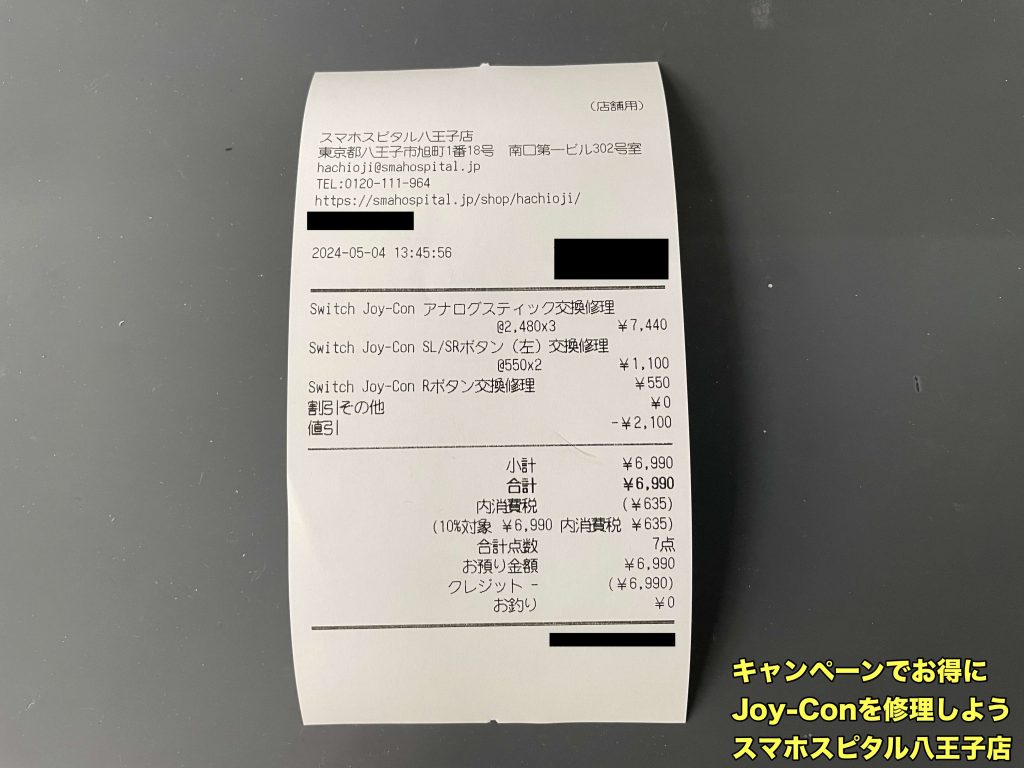 (店舗用)
スマホスピタル八王子店
東京都八王子市旭町1番18号 南口第一ビル302号室
hachioji@smahospital.jp
TEL:0120-111-964
https://smahospital.jp/shop/hachioji/
2024-05-04 13:45:56
Switch Joy-Con アナログスティック交換修理
@2,480x3 ¥7,440
Switch Joy-Con SL/SRボタン(左)交換修理
@550x2 ¥1,100
Switch Joy-Con Rボタン交換修理 ¥550
割引その他 ¥0
値引 -¥2,100
小計 ¥6,990
合計 ¥6,990
内消費税 (¥635)
(10%対象 ¥6,990 内消費税 ¥635)
合計点数 7点
お預り金額 ¥6,990
クレジット - (¥6,990)
お釣り ¥0
キャンペーンでお得に
Joy-Conを修理しよう
スマホスピタル八王子店